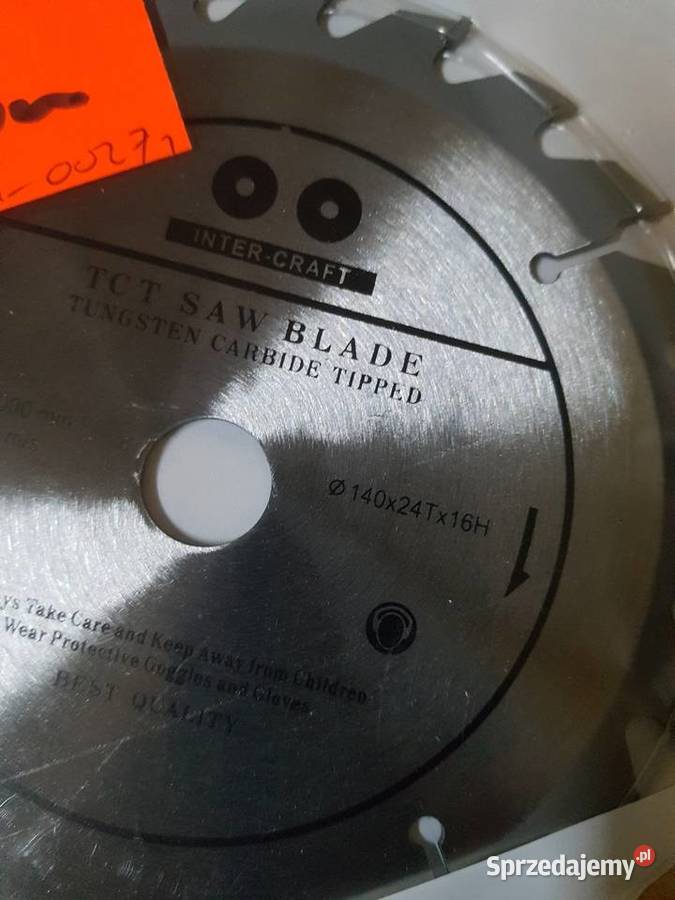 -00271
INTER-CRAFT
TCT SAW BLADE
TUNGSTEN CARBIDE TIPPED
Ø140x24Tx16H
Take Care and Keep Away from Children
Wear Protective Goggles and Gloves
BEST QUALITY
Sprzedajemy.pl